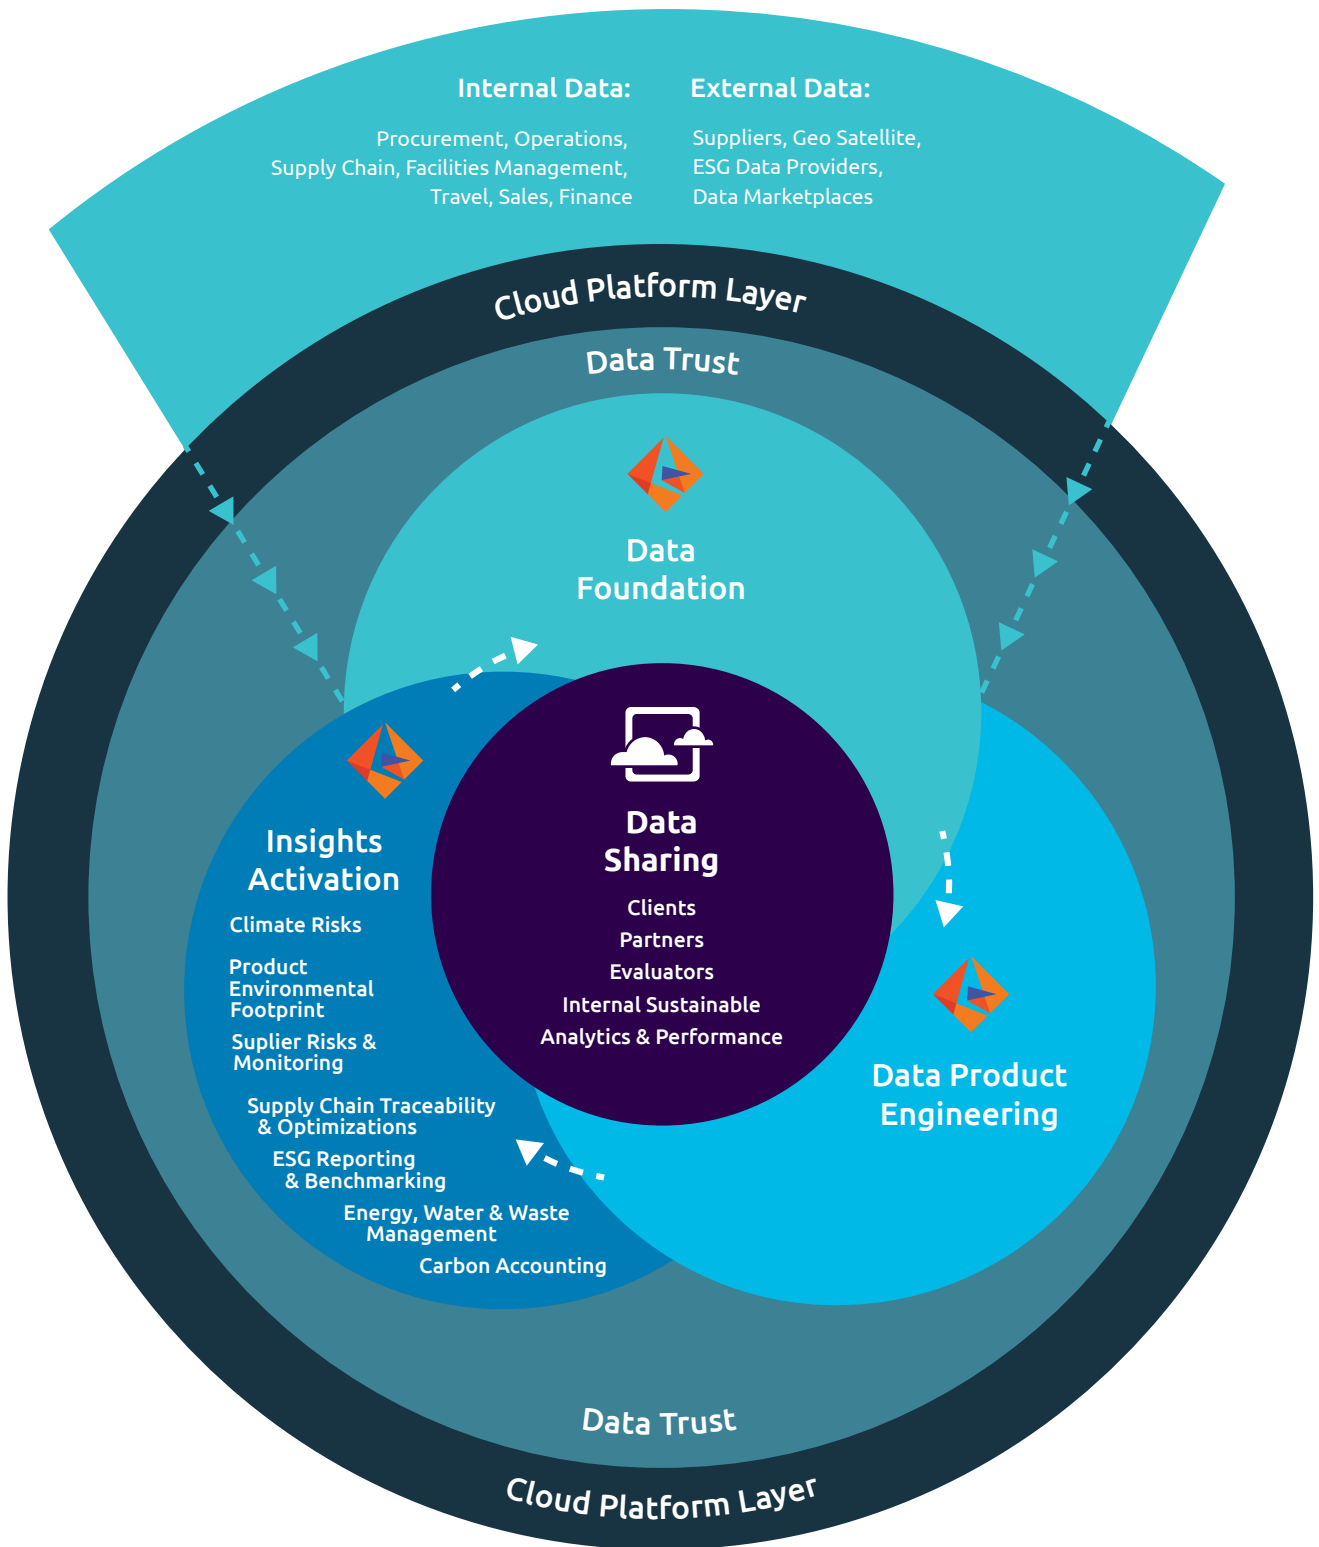 Internal Data:
Procurement, Operations,
Supply Chain, Facilities Management,
Travel, Sales, Finance
External Data:
Suppliers, Geo Satellite,
ESG Data Providers,
Data Marketplaces
Cloud Platform Layer
Data Trust
Data
Foundation
Data
Sharing
Clients
Partners
Evaluators
Internal Sustainable
Analytics & Performance
Insights
Activation
Climate Risks
Product
Environmental
Footprint
Suplier Risks &
Monitoring
Supply Chain Traceability
& Optimizations
ESG Reporting
& Benchmarking
Energy, Water & Waste
Management
Carbon Accounting
Data Product
Engineering
Data Trust
Cloud Platform Layer